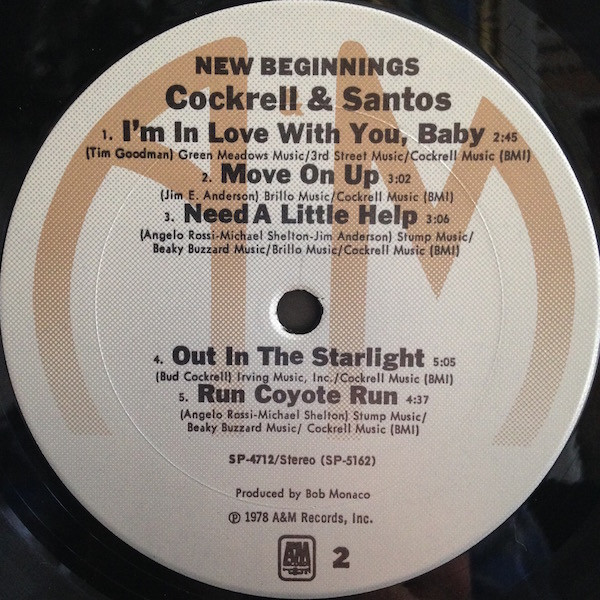 NEW BEGINNINGS
Cockrell & Santos
1. I'm In Love With You, Baby 2:45
(Tim Goodman) Green Meadows Music/3rd Street Music/Cockrell Music (BMI)
2. Move On Up 3:02
(Jim E. Anderson) Brillo Music/Cockrell Music (BMI)
3. Need A Little Help 3:06
(Angelo Rossi-Michael Shelton-Jim Anderson) Stump Music/
Beaky Buzzard Music/Brillo Music/Cockrell Music (BMI)
4. Out In The Starlight 5:05
(Bud Cockrell) Irving Music, Inc./Cockrell Music (BMI)
5. Run Coyote Run 4:37
(Angelo Rossi-Michael Shelton) Stump Music/
Beaky Buzzard Music/ Cockrell Music (BMI)
SP-4712/Stereo (SP-5162)
Produced by Bob Monaco
℗ 1978 A&M Records, Inc.
A&M 2